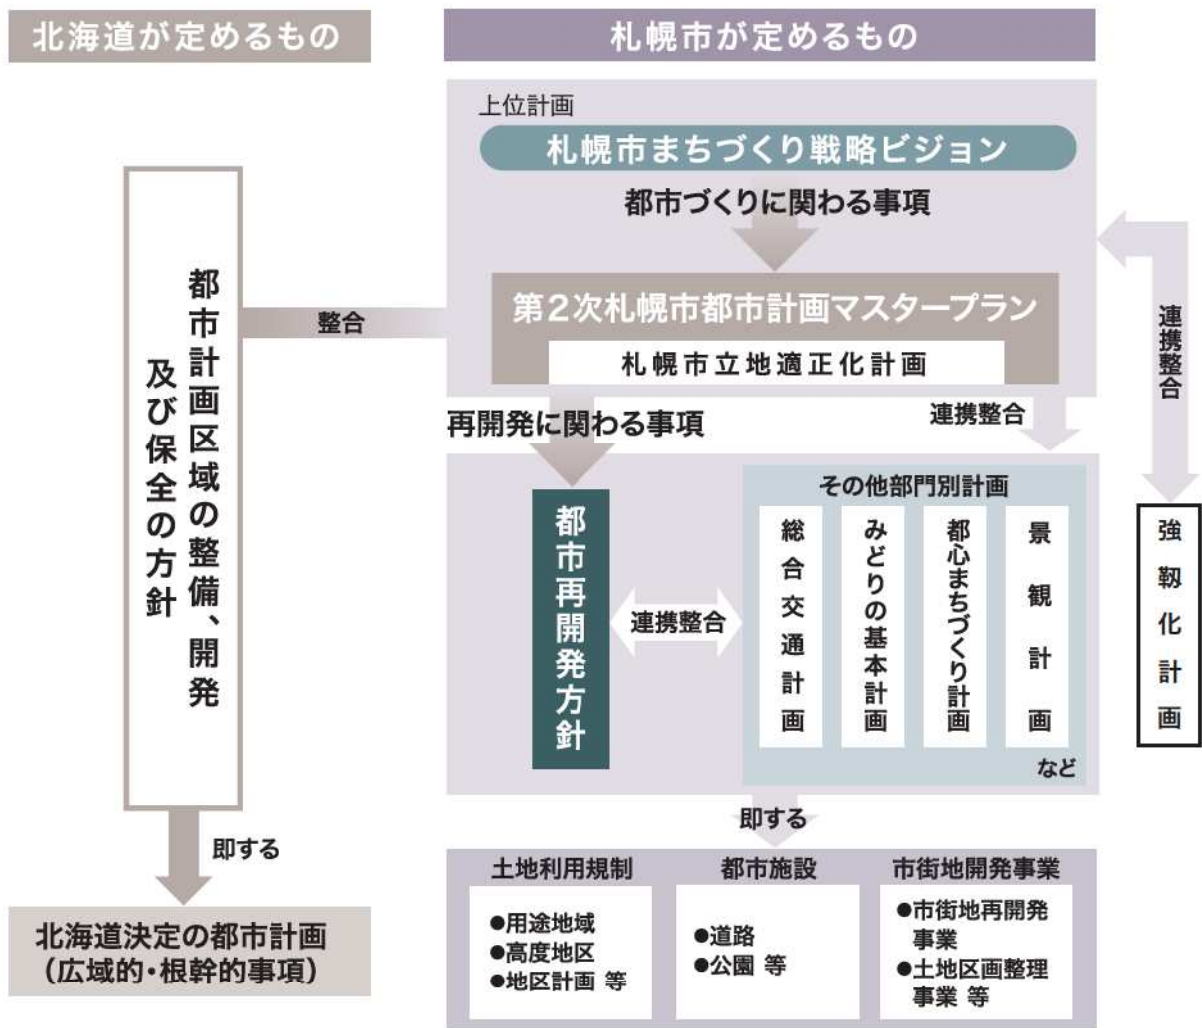 北海道が定めるもの
都市計画区域の整備、開発
及び保全の方針
整合
即する
北海道決定の都市計画
（広域的・根幹的事項）
札幌市が定めるもの
上位計画
札幌市まちづくり戦略ビジョン
都市づくりに関わる事項
第2次札幌市都市計画マスタープラン
札幌市立地適正化計画
再開発に関わる事項
連携整合
都市再開発方針
連携整合
その他部門別計画
総合交通計画
みどりの基本計画
都心まちづくり計画
景観計画
など
連携整合
強靱化計画
即する
土地利用規制
●用途地域
●高度地区
●地区計画 等
都市施設
●道路
●公園 等
市街地開発事業
●市街地再開発
事業
●土地区画整理
事業 等